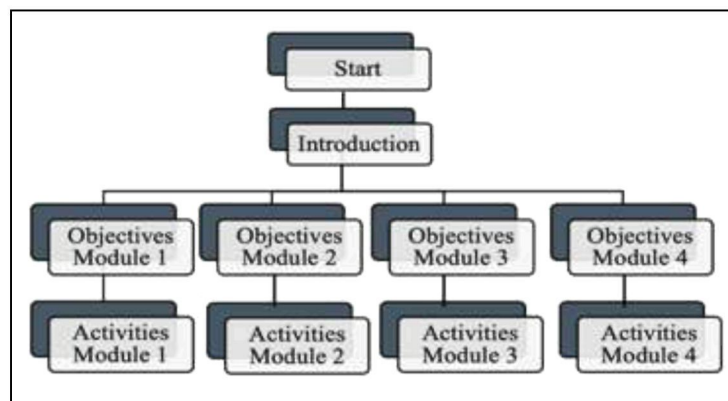 Start
Introduction
Objectives
Module 1
Objectives
Module 2
Objectives
Module 3
Objectives
Module 4
Activities
Module 1
Activities
Module 2
Activities
Module 3
Activities
Module 4